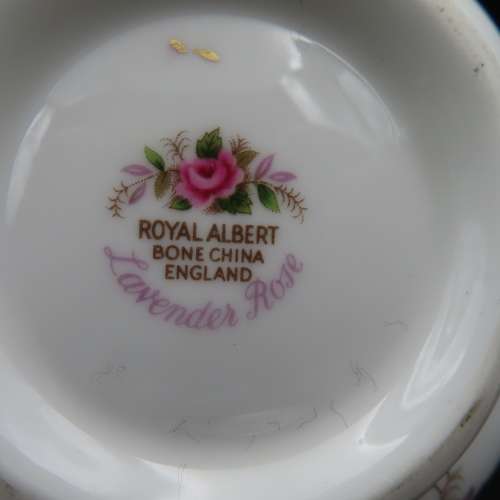 ROYAL ALBERT
BONE CHINA
ENGLAND
Lavender Rose